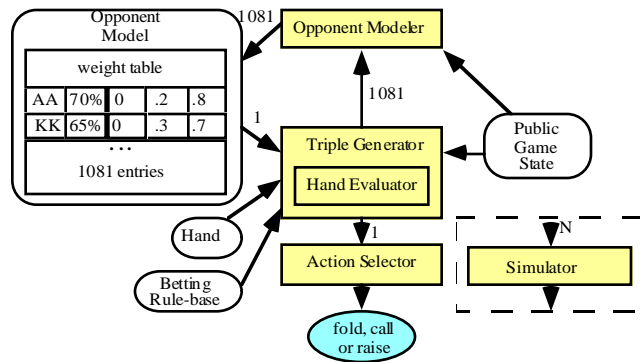 Opponent
Model
weight table
AA 70% 0 .2 .8
KK 65% 0 .3 .7
...
1081 entries
1081
Opponent Modeler
1081
1
Triple Generator
Hand Evaluator
Public
Game
State
Hand
Betting
Rule-base
1
Action Selector
N
Simulator
fold, call
or raise